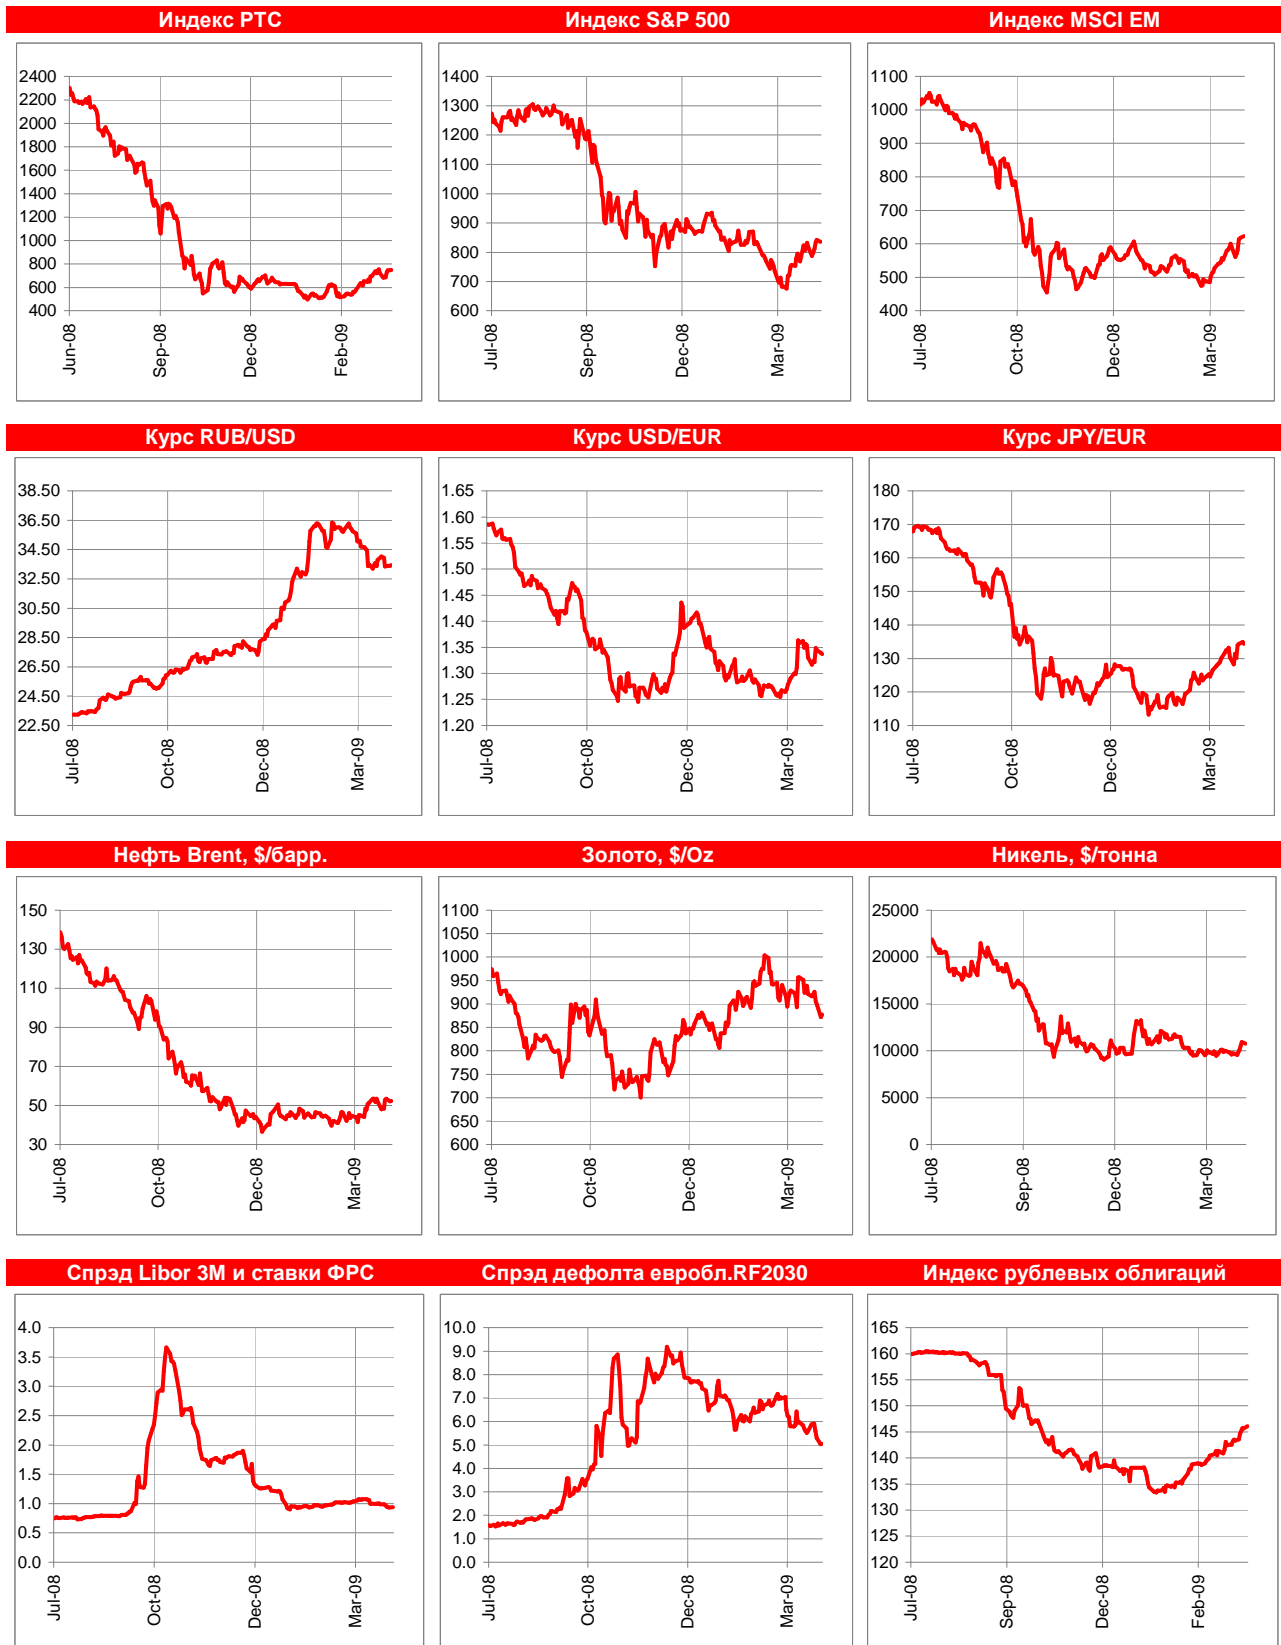 Индекс РТС
2400
2200
2000
1800
1600
1400
1200
1000
800
600
400
Jun-08
Sep-08
Dec-08
Feb-09
Индекс S&P 500
1400
1300
1200
1100
1000
900
800
700
600
Jul-08
Sep-08
Dec-08
Mar-09
Индекс MSCI EM
1100
1000
900
800
700
600
500
400
Jul-08
Oct-08
Dec-08
Mar-09
Курс RUB/USD
38.50
36.50
34.50
32.50
30.50
28.50
26.50
24.50
22.50
Jul-08
Oct-08
Dec-08
Mar-09
Курс USD/EUR
1.65
1.60
1.55
1.50
1.45
1.40
1.35
1.30
1.25
1.20
Jul-08
Oct-08
Dec-08
Mar-09
Курс JPY/EUR
180
170
160
150
140
130
120
110
Jul-08
Oct-08
Dec-08
Mar-09
Нефть Brent, $/барр.
150
130
110
90
70
50
30
Jul-08
Oct-08
Dec-08
Mar-09
Золото, $/Oz
1100
1050
1000
950
900
850
800
750
700
650
600
Jul-08
Oct-08
Dec-08
Mar-09
Никель, $/тонна
25000
20000
15000
10000
5000
0
Jul-08
Sep-08
Dec-08
Mar-09
Спрэд Libor 3M и ставки ФРС
4.0
3.5
3.0
2.5
2.0
1.5
1.0
0.5
0.0
Jul-08
Oct-08
Dec-08
Mar-09
Спрэд дефолта евробл.RF2030
10.0
9.0
8.0
7.0
6.0
5.0
4.0
3.0
2.0
1.0
0.0
Jul-08
Oct-08
Dec-08
Mar-09
Индекс рублевых облигаций
165
160
155
150
145
140
135
130
125
120
Jul-08
Sep-08
Dec-08
Feb-09